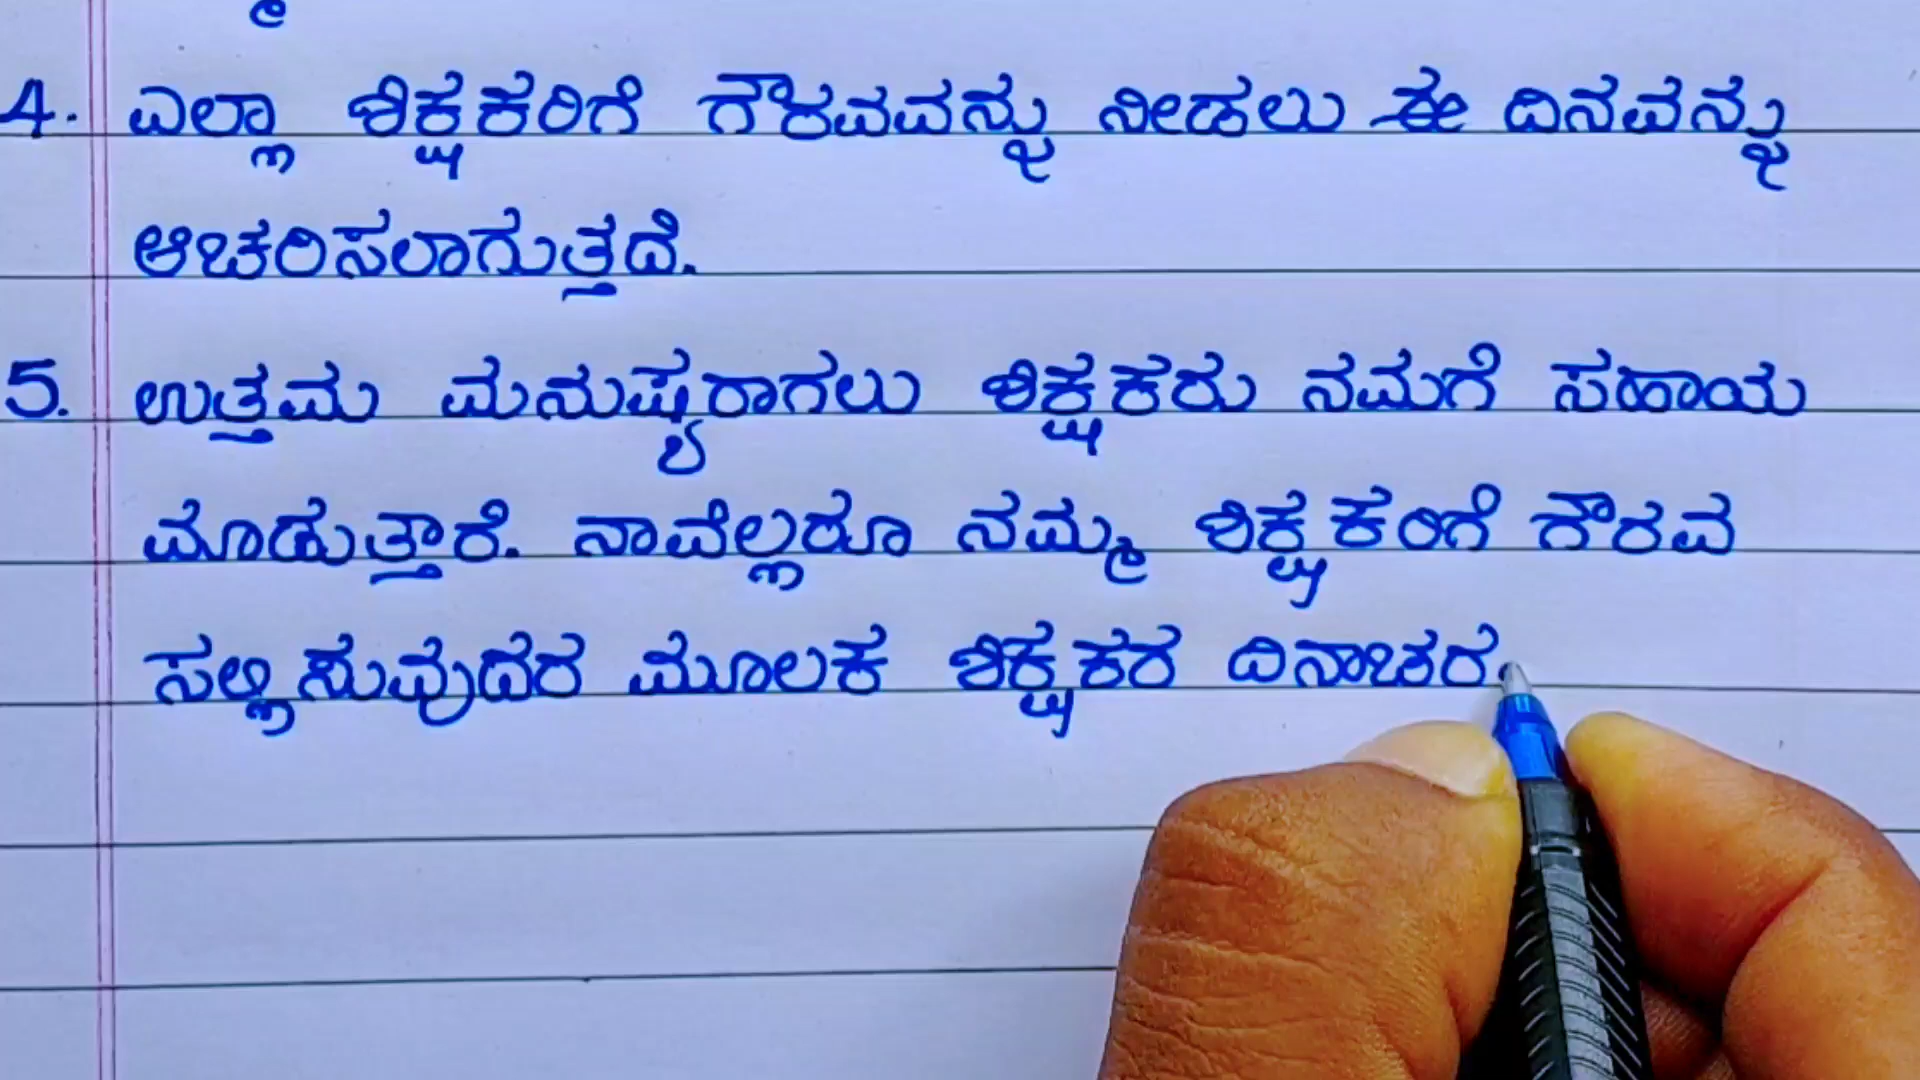 4. ಎಲ್ಲಾ ಶಿಕ್ಷಕರಿಗೆ ಗೌರವವನ್ನು ನೀಡಲು ಈ ದಿನವನ್ನು
ಆಚರಿಸಲಾಗುತ್ತದೆ.
5. ಉತ್ತಮ ಮನುಷ್ಯರಾಗಲು ಶಿಕ್ಷಕರು ನಮಗೆ ಸಹಾಯ
ಮಾಡುತ್ತಾರೆ. ನಾವೆಲ್ಲರೂ ನಮ್ಮ ಶಿಕ್ಷಕರಿಗೆ ಗೌರವ
ಸಲ್ಲಿಸುವುದರ ಮೂಲಕ ಶಿಕ್ಷಕರ ದಿನಾಚರ